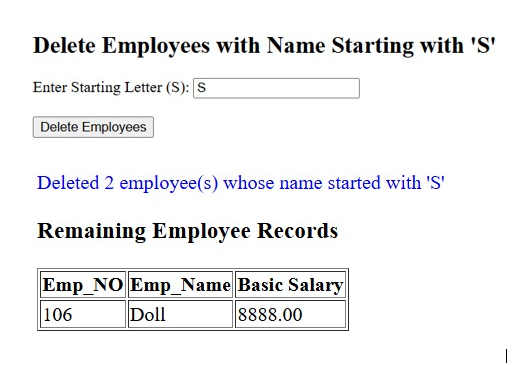 Delete Employees with Name Starting with 'S'
Enter Starting Letter (S): S
Delete Employees
Deleted 2 employee(s) whose name started with 'S'
Remaining Employee Records
Emp_NO Emp_Name Basic Salary
106 Doll 8888.00